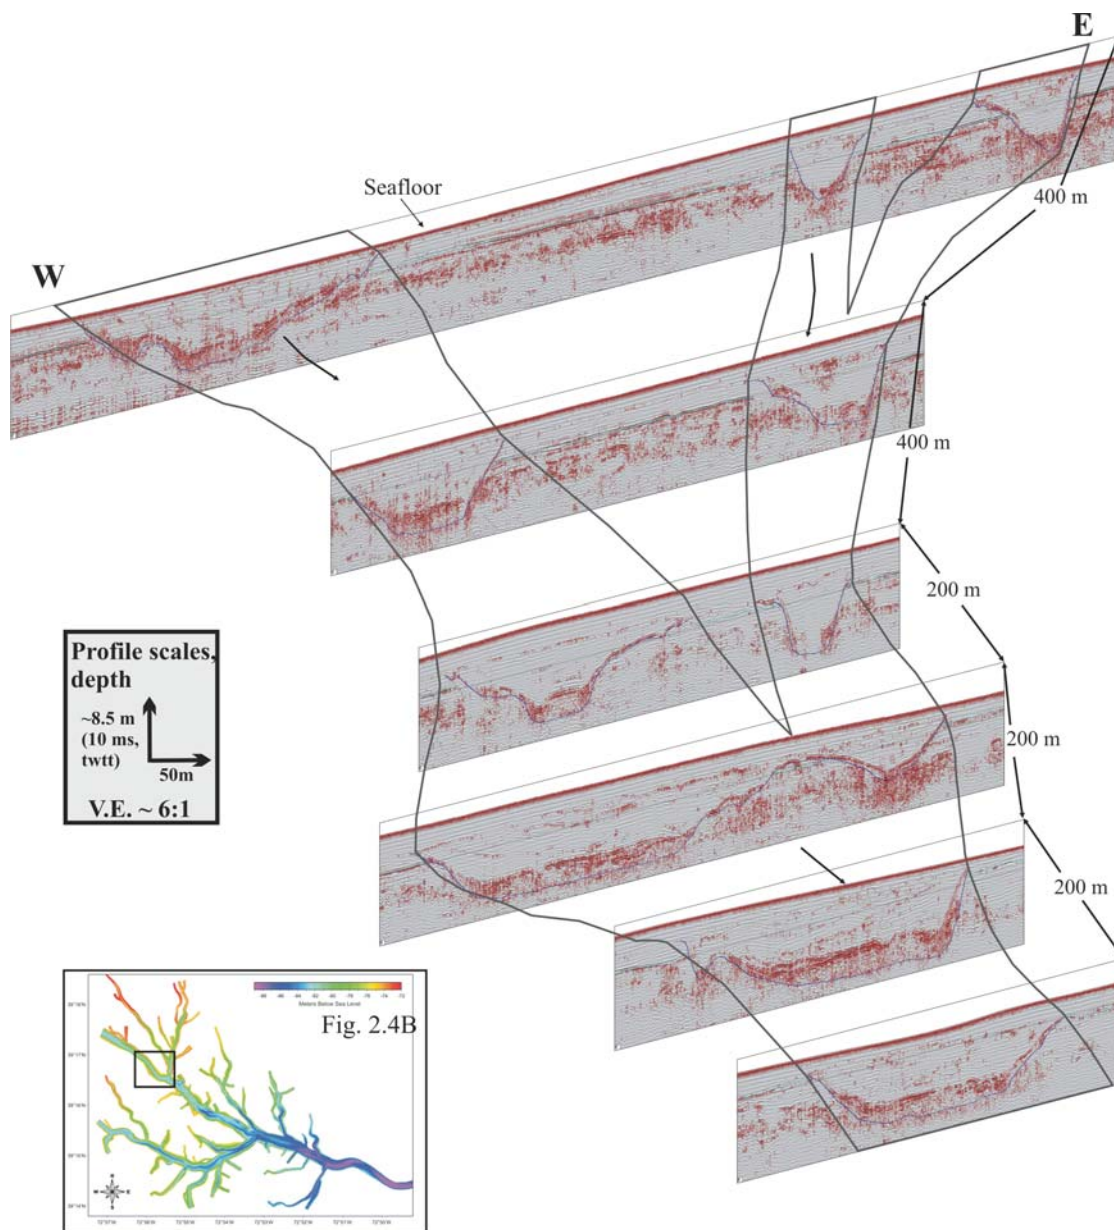 E
400 m
Seafloor
W
400 m
200 m
Profile scales,
depth
~8.5 m
(10 ms,
twtt)
50m
V.E. ~ 6:1
200 m
200 m
Meters Below Sea Level
Fig. 2.4B